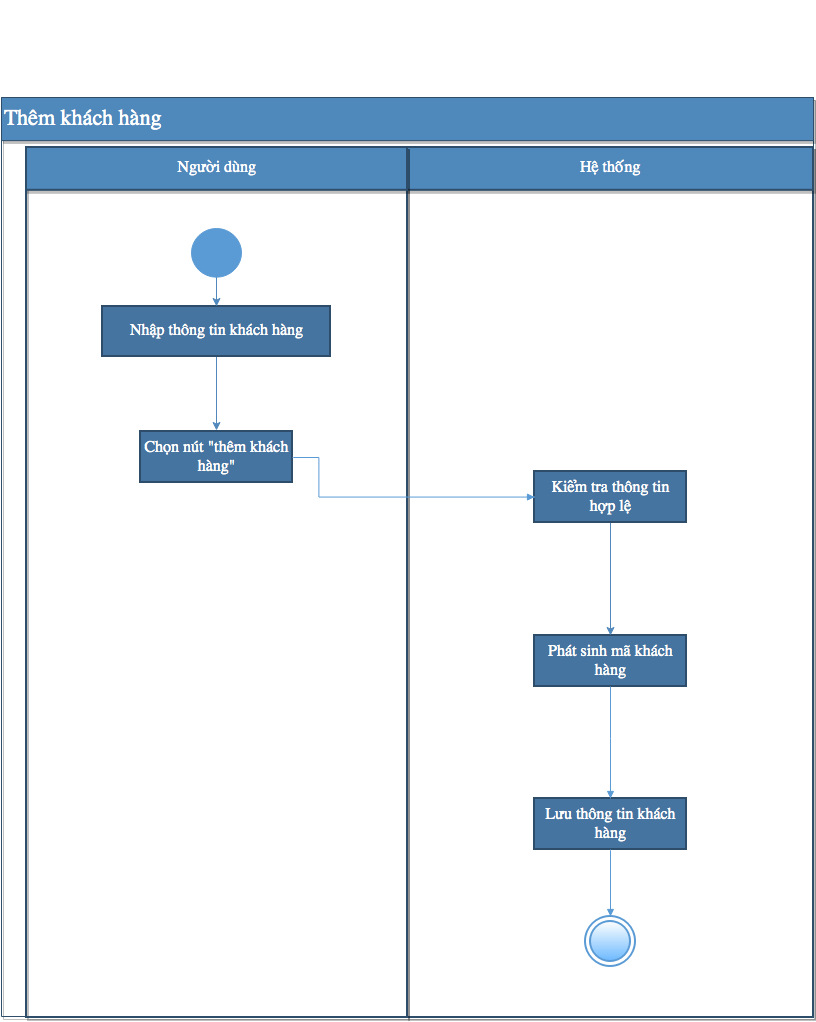 Thêm khách hàng
Người dùng
Hệ thống
Nhập thông tin khách hàng
Chọn nút "thêm khách
hàng"
Kiểm tra thông tin
hợp lệ
Phát sinh mã khách
hàng
Lưu thông tin khách
hàng